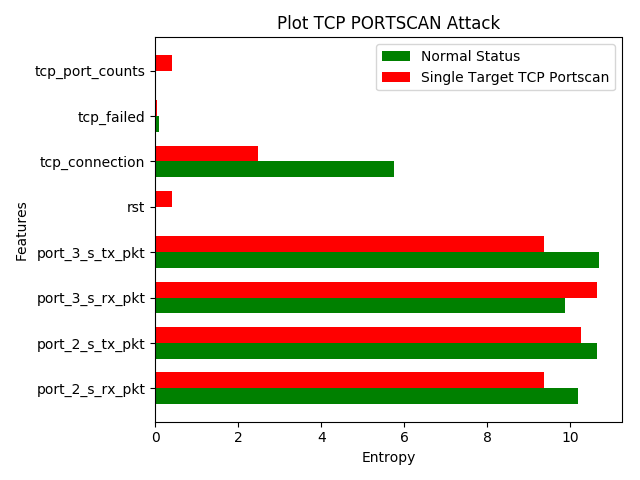 Plot TCP PORTSCAN Attack
Normal Status
Single Target TCP Portscan
tcp_port_counts
tcp_failed
tcp_connection
rst
port_3_s_tx_pkt
port_3_s_rx_pkt
port_2_s_tx_pkt
port_2_s_rx_pkt
Features
0 2 4 6 8 10
Entropy